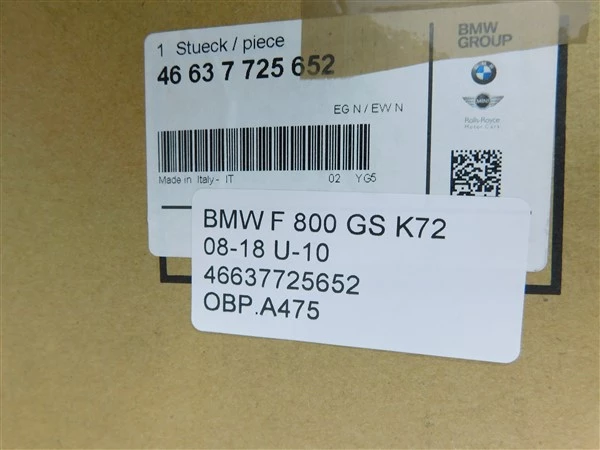 1 Stueck / piece
46 63 7 725 652
EG N / EW N
Made in Italy- IT 02 YG5
BMW
GROUP
MINI
Rolls-Royce
Motor Cars
BMW F 800 GS K72
08-18 U-10
46637725652
OBP.A475